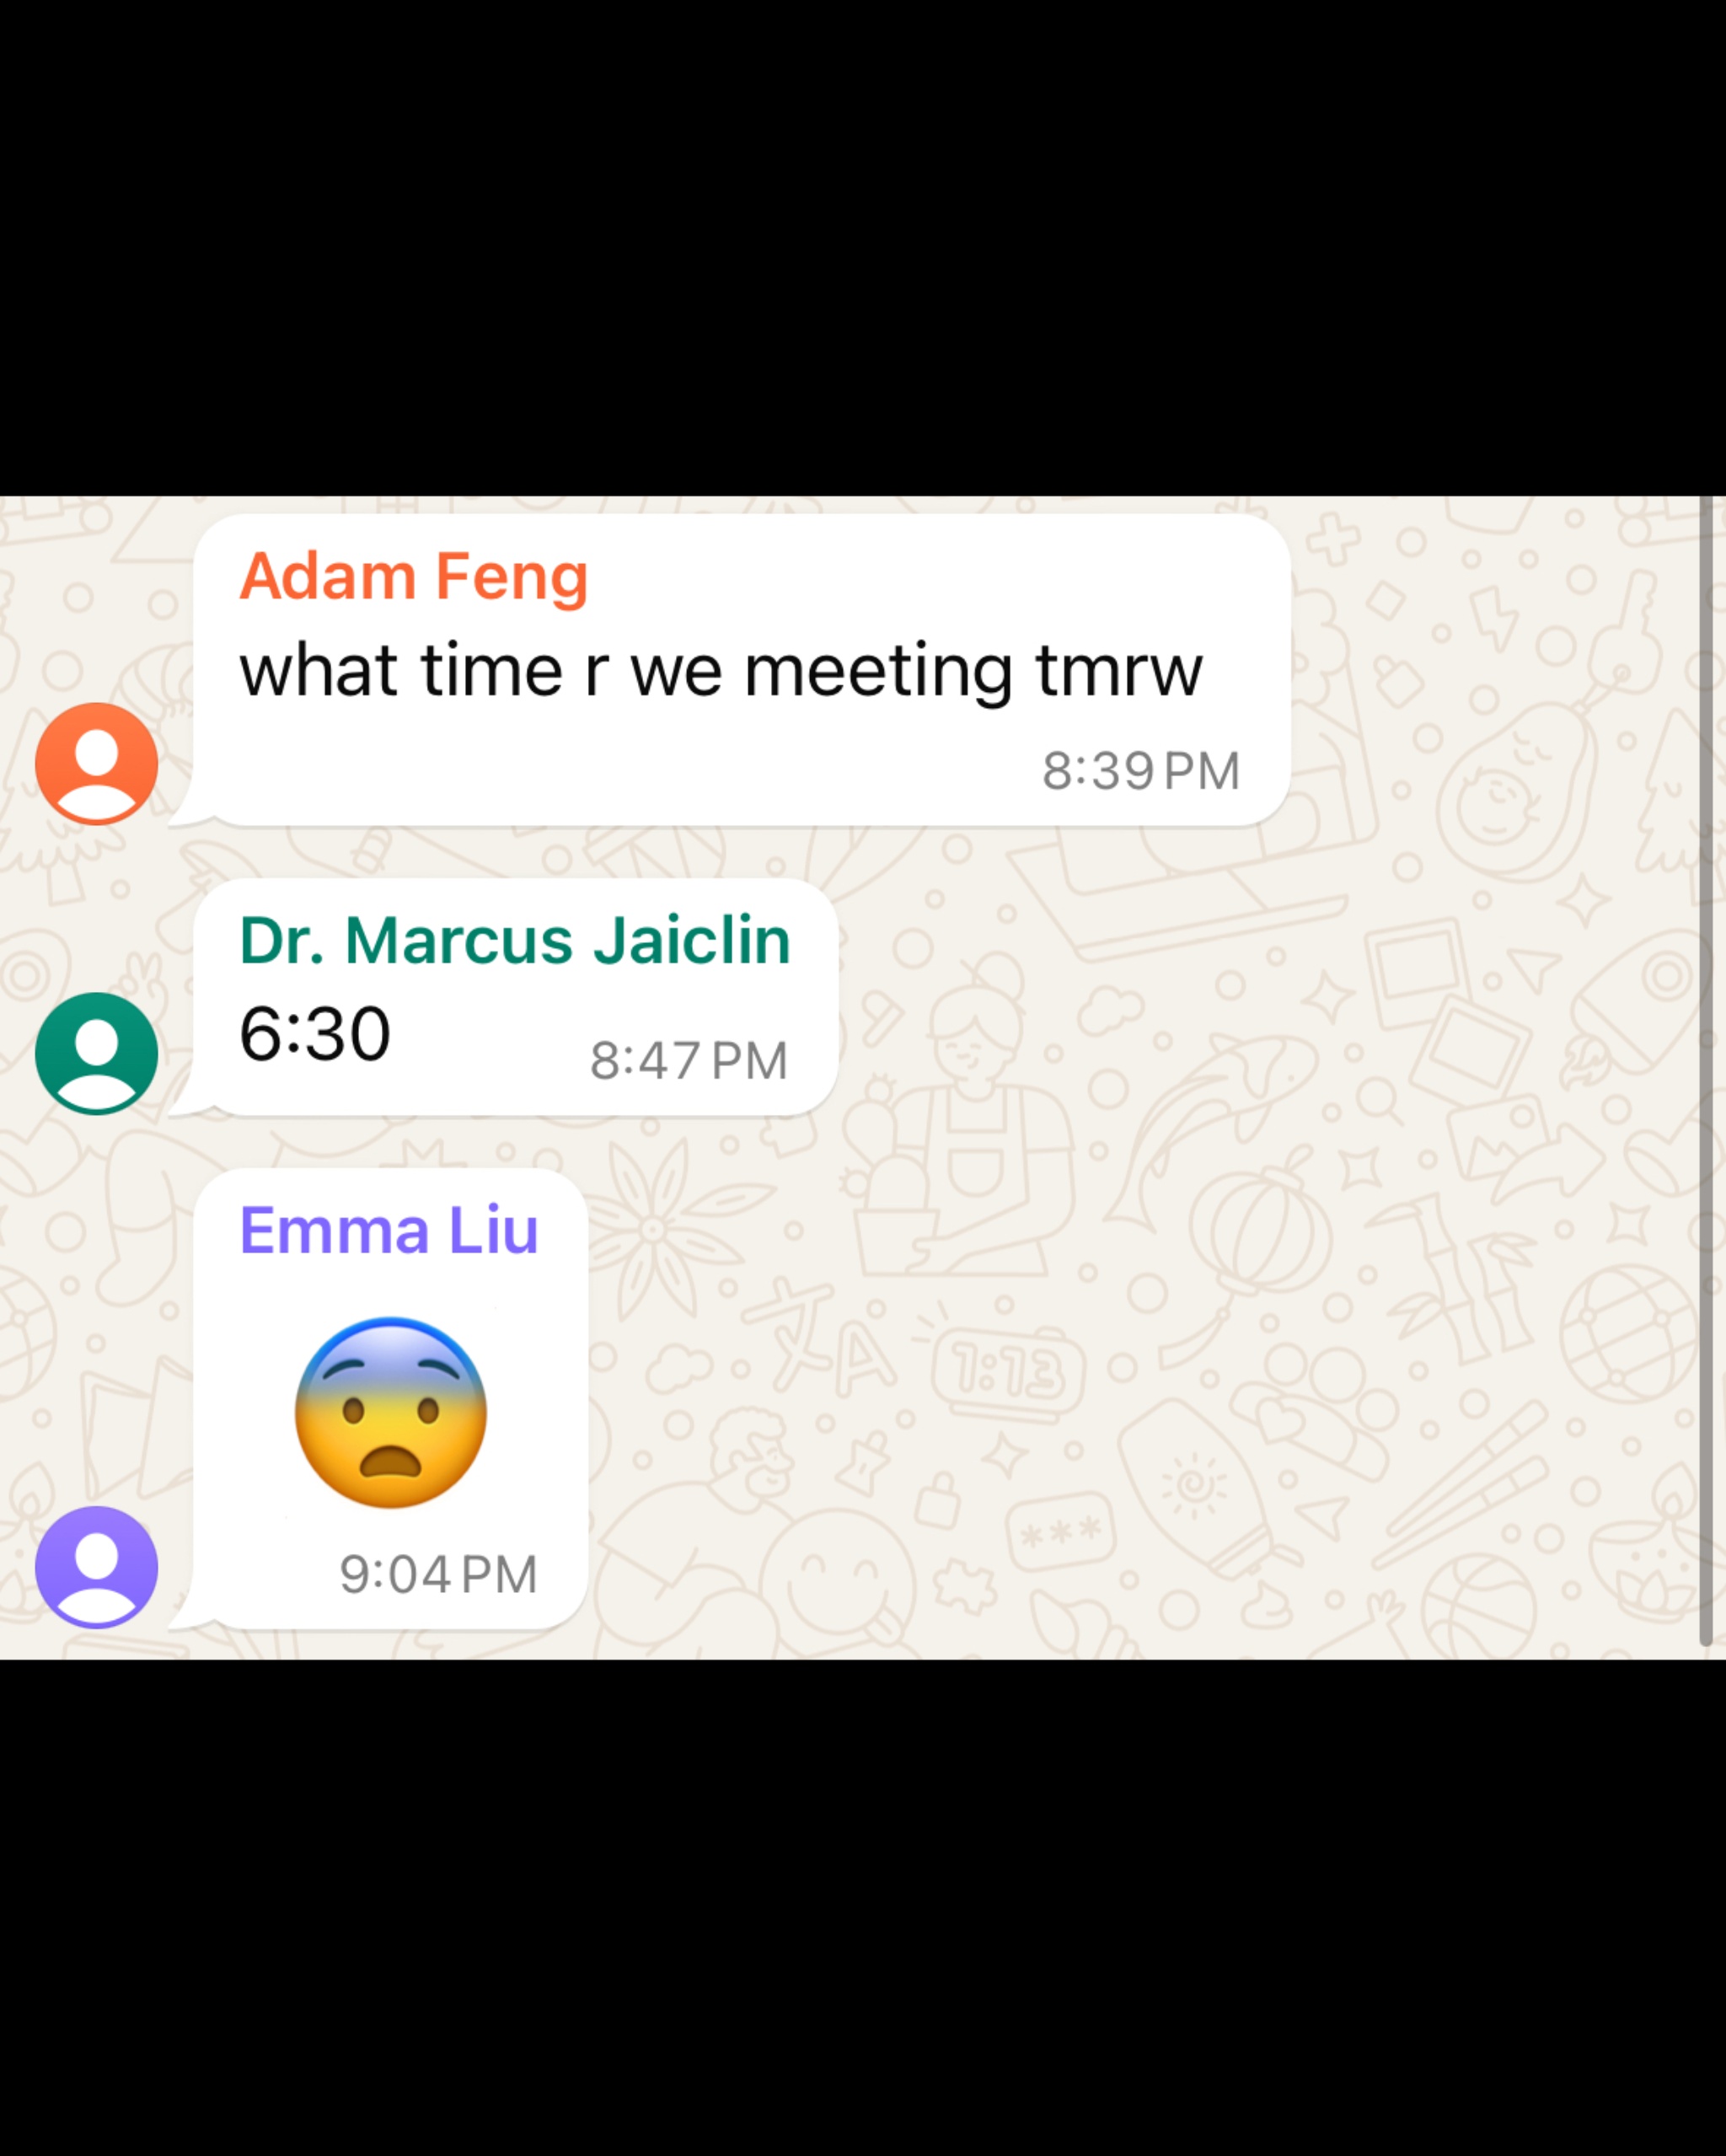 Adam Feng
what time r we meeting tmrw
8:39 PM
Dr. Marcus Jaiclin
6:30
8:47 PM
Emma Liu
😨
9:04 PM